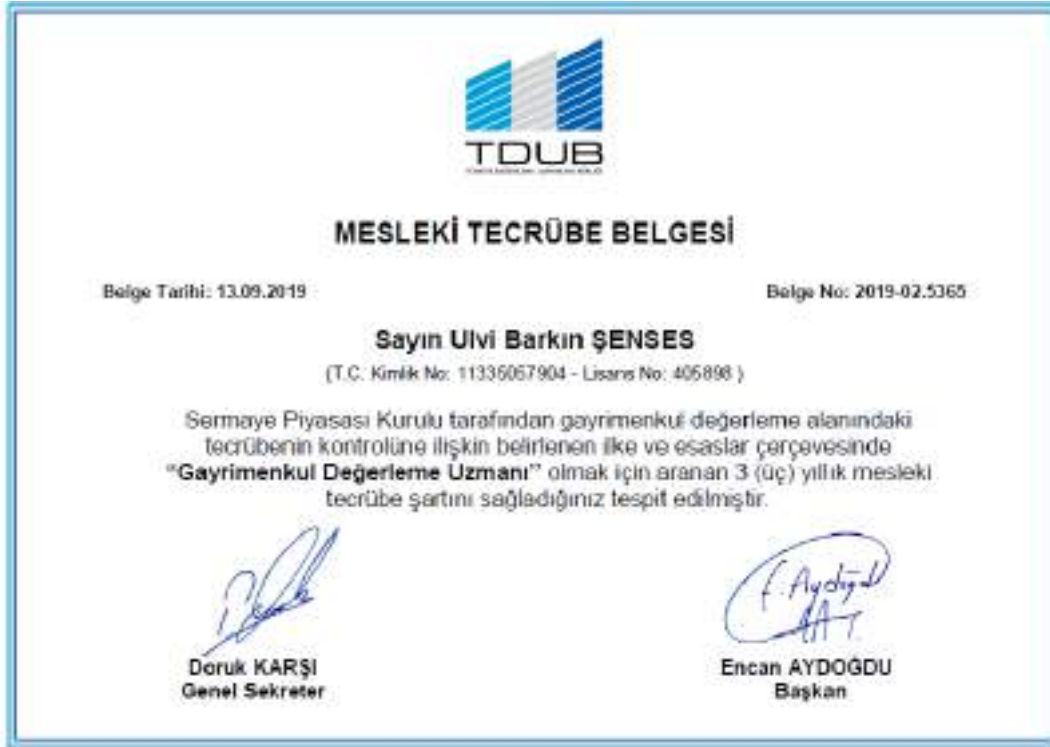 TDUB
MESLEKİ TECRÜBE BELGESİ
Belge Tarihi: 13.09.2019
Belge No: 2019-02.5365
Sayın Ulvi Barkın ŞENSES
(T.C. Kimlik No: 11335057904 - Lisans No: 405898 )
Sermaye Piyasası Kurulu tarafından gayrimenkul değerleme alanındaki
tecrübenin kontrolüne ilişkin belirlenen ilke ve esaslar çerçevesinde
“Gayrimenkul Değerleme Uzmanı” olmak için aranan 3 (üç) yıllık mesleki
tecrübe şartını sağladığınız tespit edilmiştir.
E. Aydoğdu
Doruk KARŞI
Encan AYDOĞDU
Genel Sekreter
Başkan